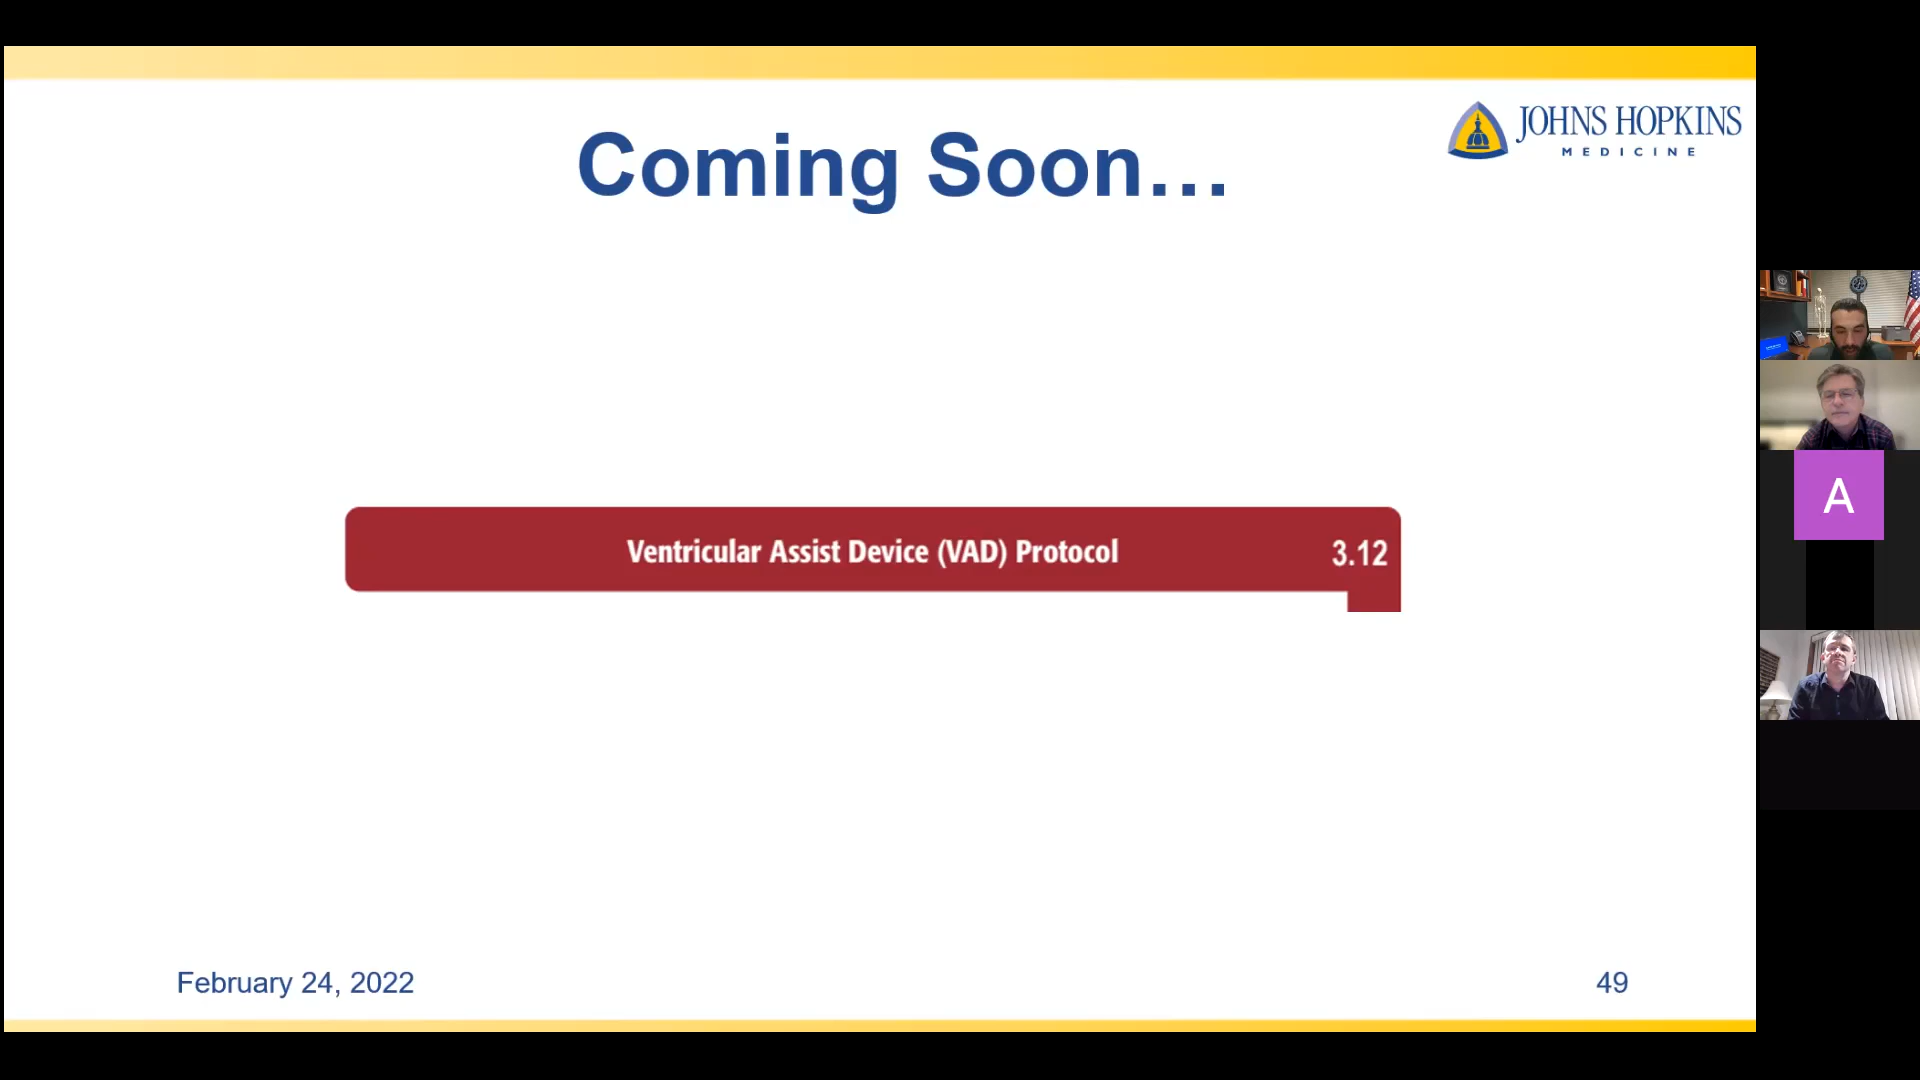 Coming Soon...
JOHNS HOPKINS
MEDICINE
Ventricular Assist Device (VAD) Protocol 3.12
A
February 24, 2022 49